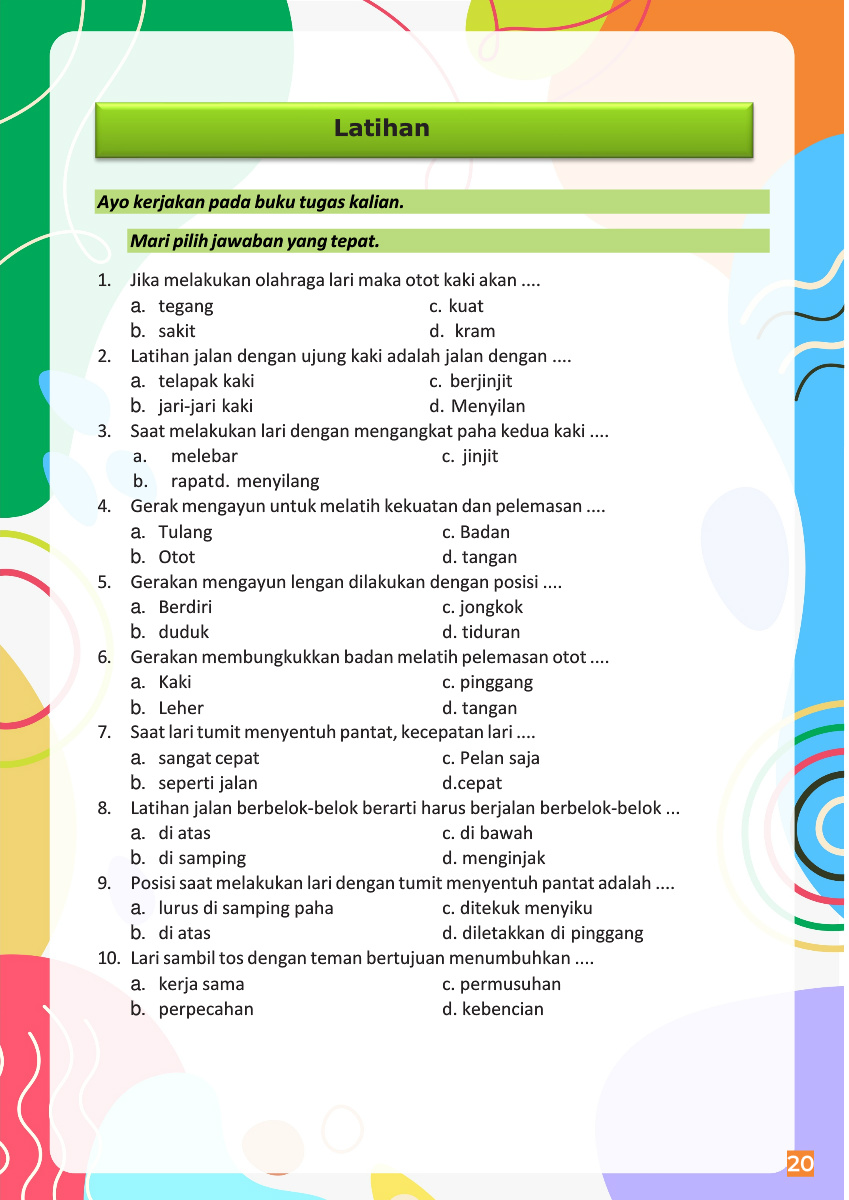 Latihan
Ayo kerjakan pada buku tugas kalian.
Mari pilih jawaban yang tepat.
1. Jika melakukan olahraga lari maka otot kaki akan ....
a. tegang c. kuat
b. sakit d. kram
2. Latihan jalan dengan ujung kaki adalah jalan dengan ....
a. telapak kaki c. berjinjit
b. jari-jari kaki d. Menyilan
3. Saat melakukan lari dengan mengangkat paha kedua kaki ....
a. melebar c. jinjit
b. rapatd. menyilang
4. Gerak mengayun untuk melatih kekuatan dan pelemasan ....
a. Tulang c. Badan
b. Otot d. tangan
5. Gerakan mengayun lengan dilakukan dengan posisi ....
a. Berdiri c. jongkok
b. duduk d. tiduran
6. Gerakan membungkukkan badan melatih pelemasan otot ....
a. Kaki c. pinggang
b. Leher d. tangan
7. Saat lari tumit menyentuh pantat, kecepatan lari ....
a. sangat cepat c. Pelan saja
b. seperti jalan d.cepat
8. Latihan jalan berbelok-belok berarti harus berjalan berbelok-belok ...
a. di atas c. di bawah
b. di samping d. menginjak
9. Posisi saat melakukan lari dengan tumit menyentuh pantat adalah ....
a. lurus di samping paha c. ditekuk menyiku
b. di atas d. diletakkan di pinggang
10. Lari sambil tos dengan teman bertujuan menumbuhkan ....
a. kerja sama c. permusuhan
b. perpecahan d. kebencian
20